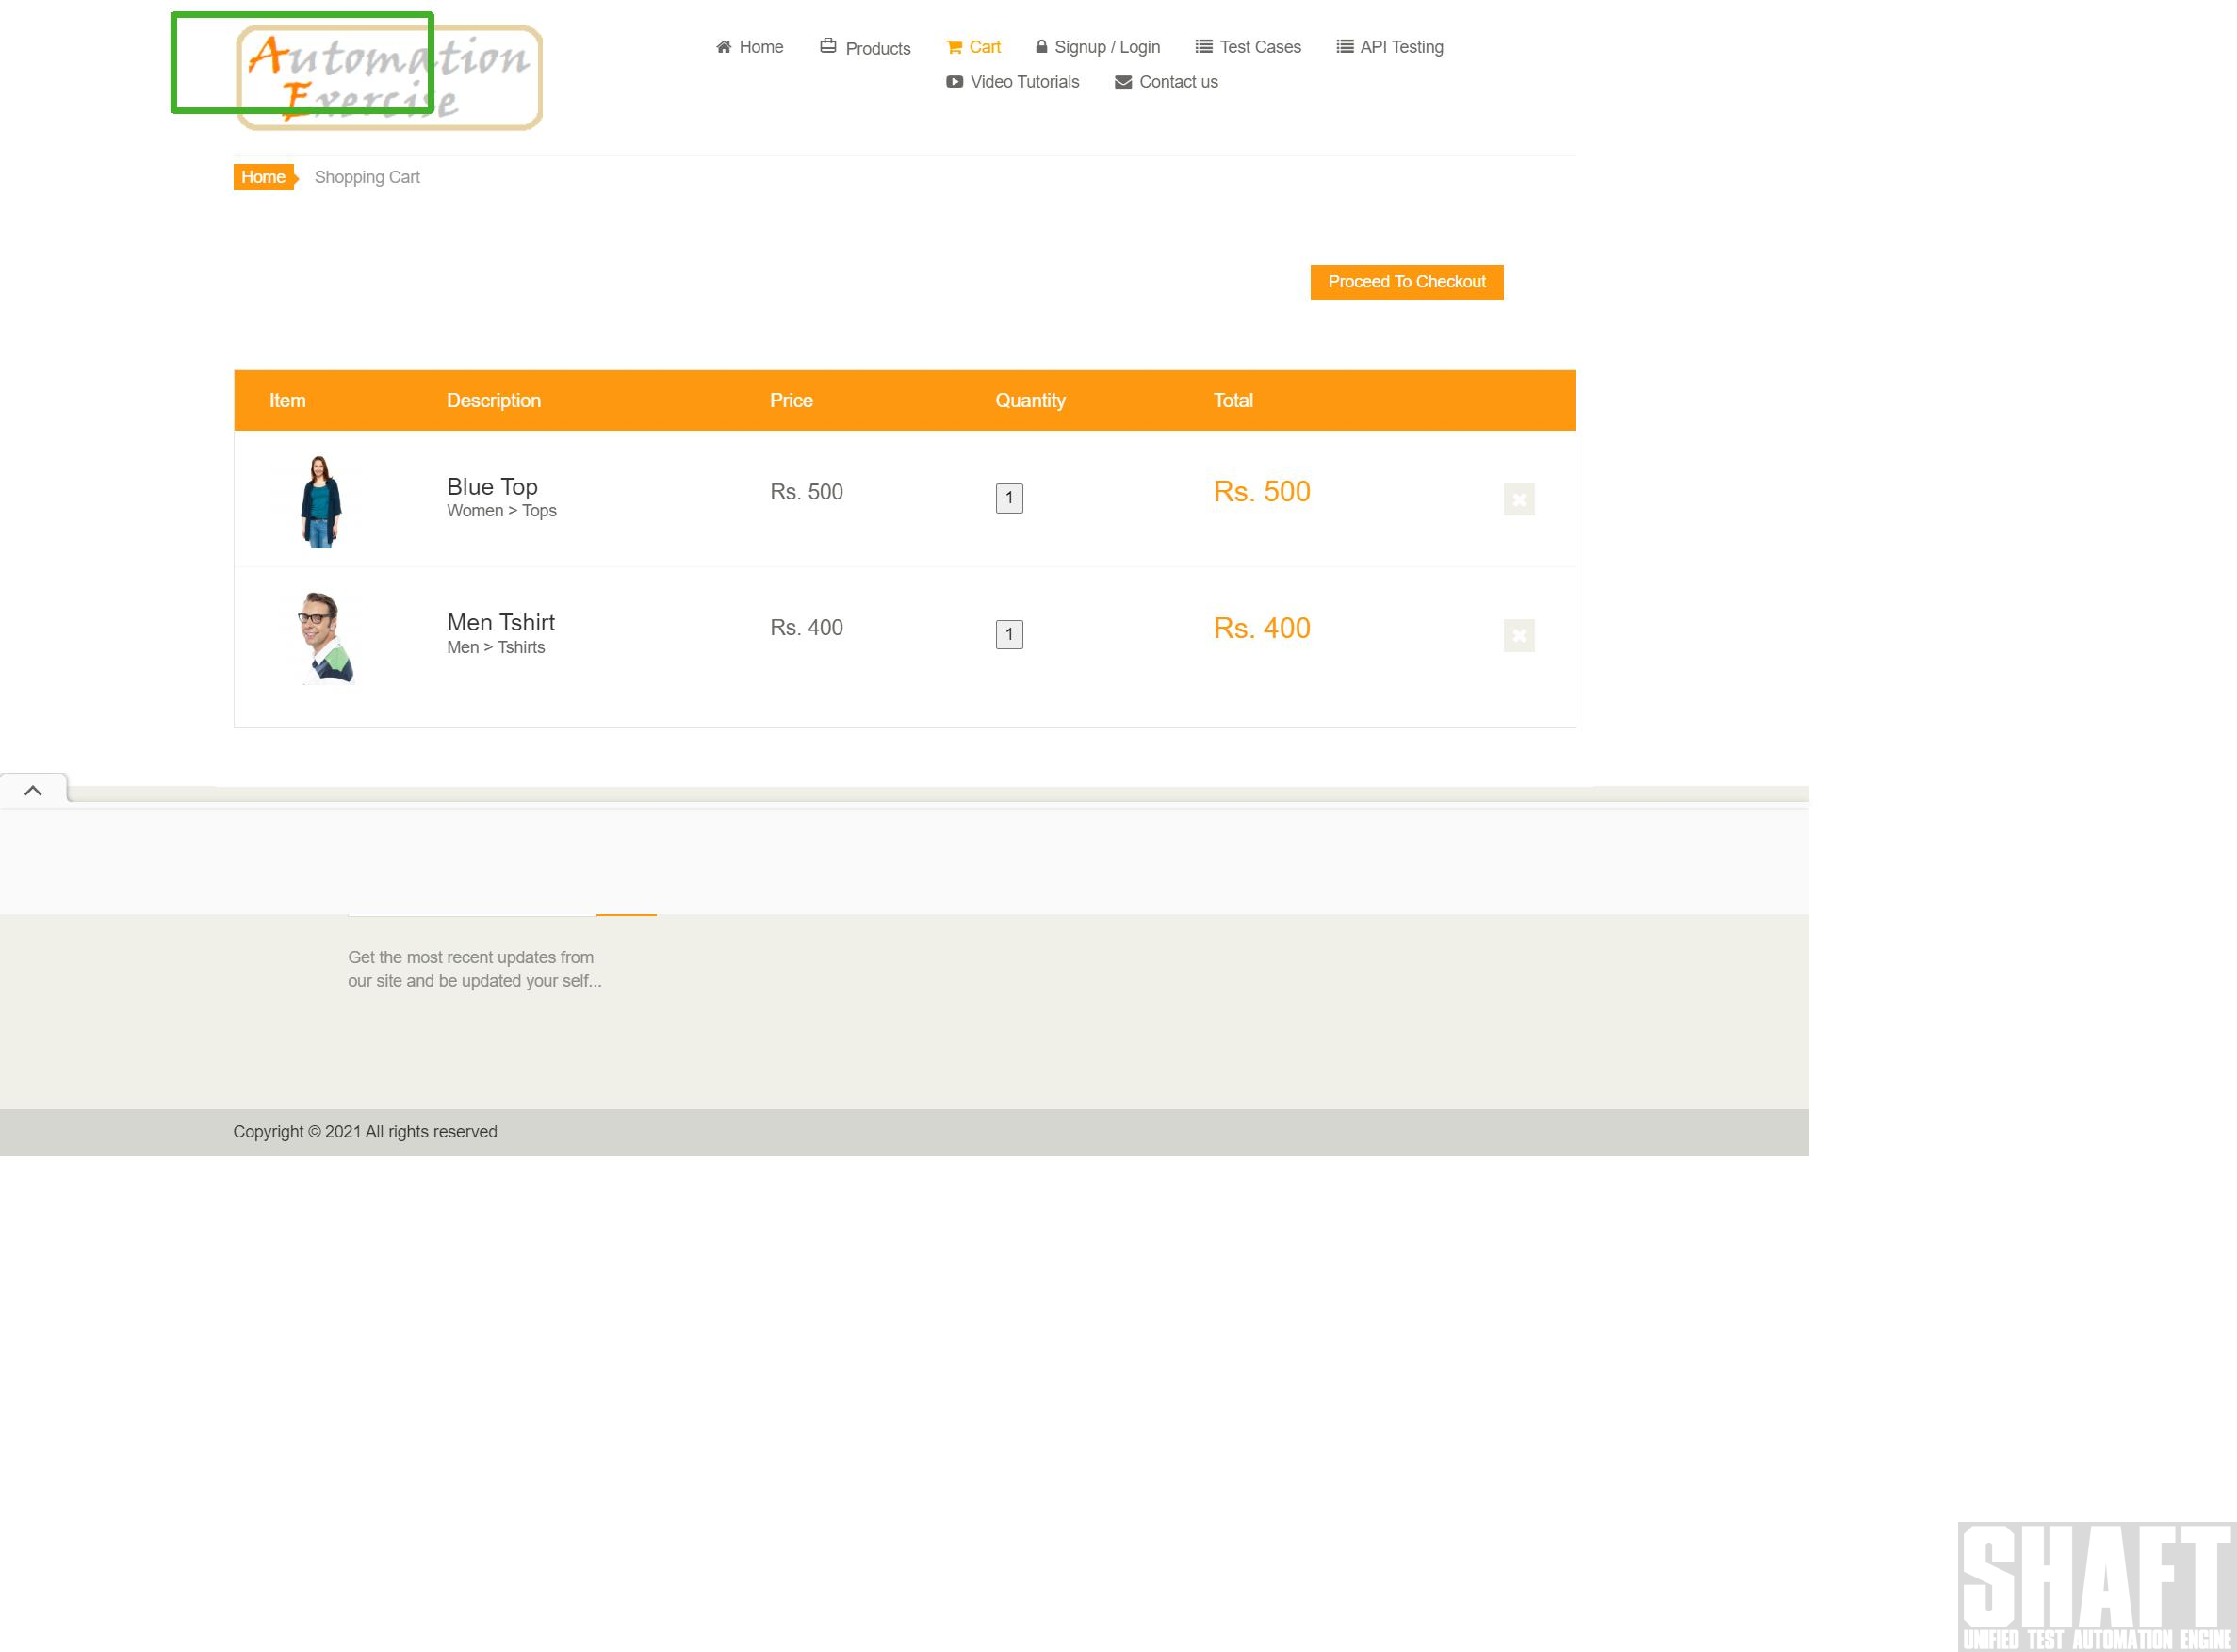 Automation
Exercise
Home Products Cart Signup / Login Test Cases API Testing
Video Tutorials Contact us
Home Shopping Cart
Proceed To Checkout
Item Description Price Quantity Total
Blue Top
Women > Tops
Rs. 500 1 Rs. 500
Men Tshirt
Men > Tshirts
Rs. 400 1 Rs. 400
Get the most recent updates from
our site and be updated your self...
Copyright © 2021 All rights reserved
SHAFT
UNIFIED TEST AUTOMATION ENGINE